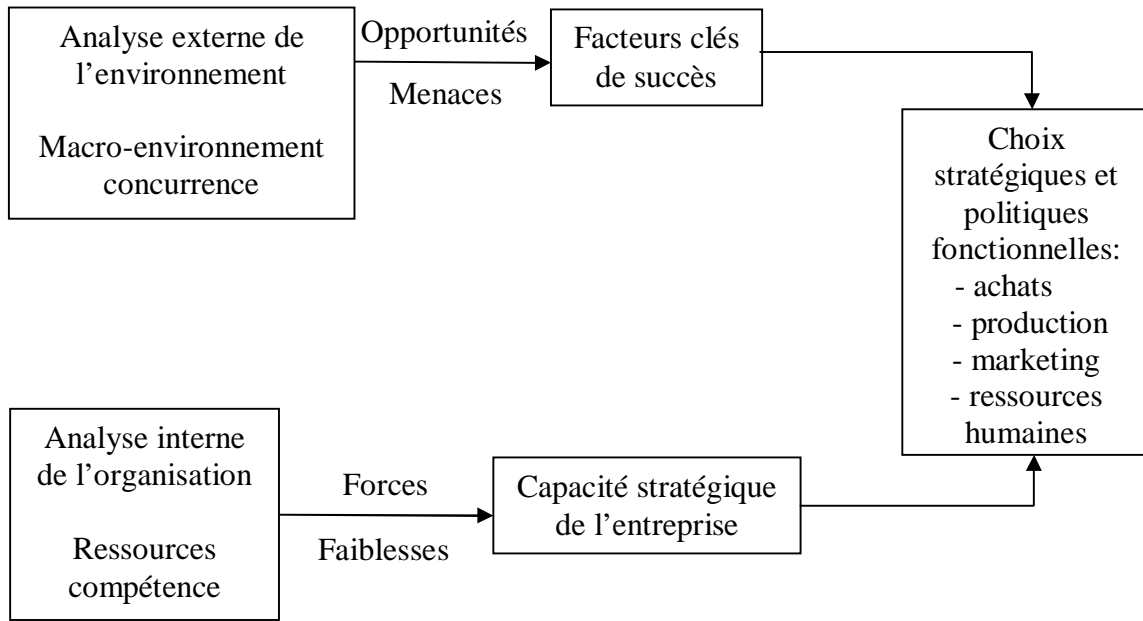 Analyse externe de
l’environnement
Macro-environnement
concurrence
Opportunités
Menaces
Facteurs clés
de succès
Choix
stratégiques et
politiques
fonctionnelles:
- achats
- production
- marketing
- ressources
humaines
Analyse interne
de l’organisation
Ressources
compétence
Forces
Faiblesses
Capacité stratégique
de l’entreprise